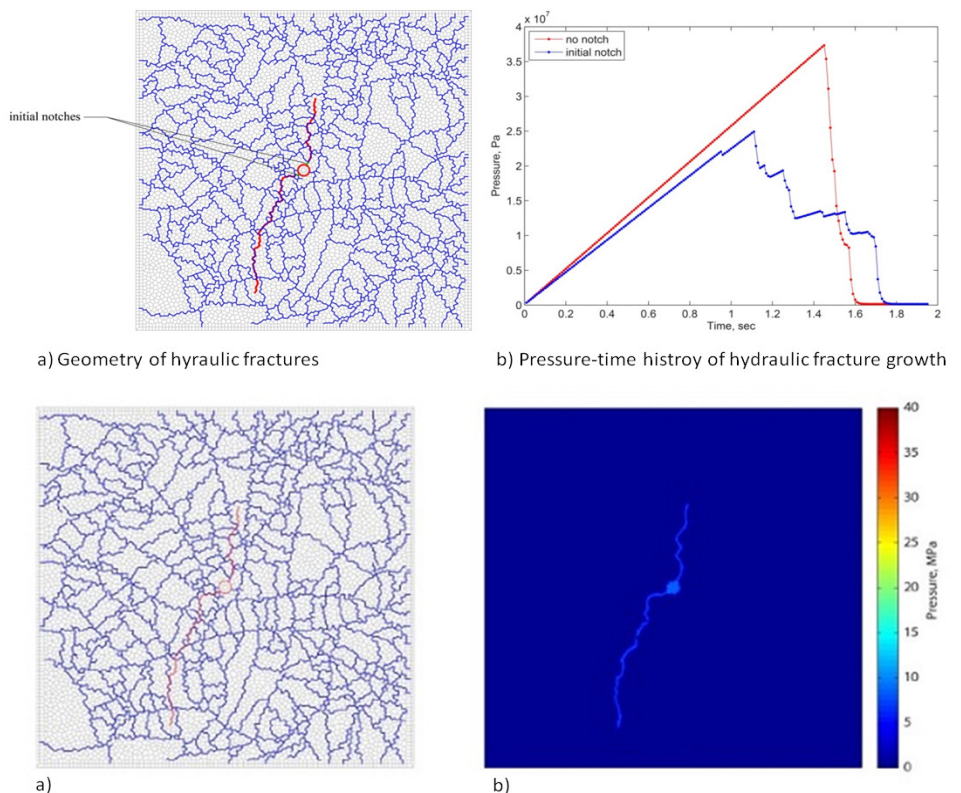 initial notches
x 10⁷
4
3.5
3
2.5
2
1.5
1
0.5
0
Pressure, Pa
no notch
initial notch
0 0.2 0.4 0.6 0.8 1 1.2 1.4 1.6 1.8 2
Time, sec
a) Geometry of hyraulic fractures
b) Pressure-time histroy of hydraulic fracture growth
40
35
30
25
20
15
10
5
0
Pressure, MPa
a)
b)